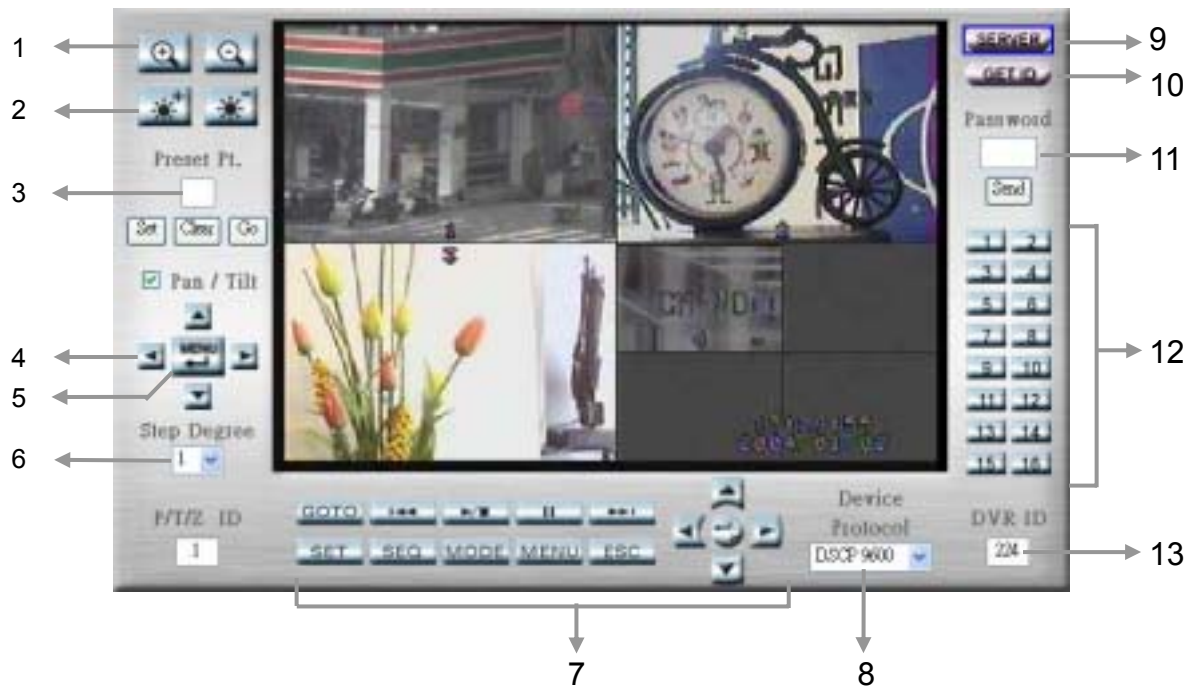 1
2
Preset Pt.
3
Set Clear Go
Pan / Tilt
4
MENU
5
Step Degree
6
1
P/T/Z ID
1
GOTO
SET SEQ MODE MENU ESC
7
Device
Protocol
DSCP 9600
8
SERVER
9
GET ID
10
Password
11
Send
1 2
3 4
5 6
7 8
9 10
11 12
13 14
15 16
12
DVR ID
224
13